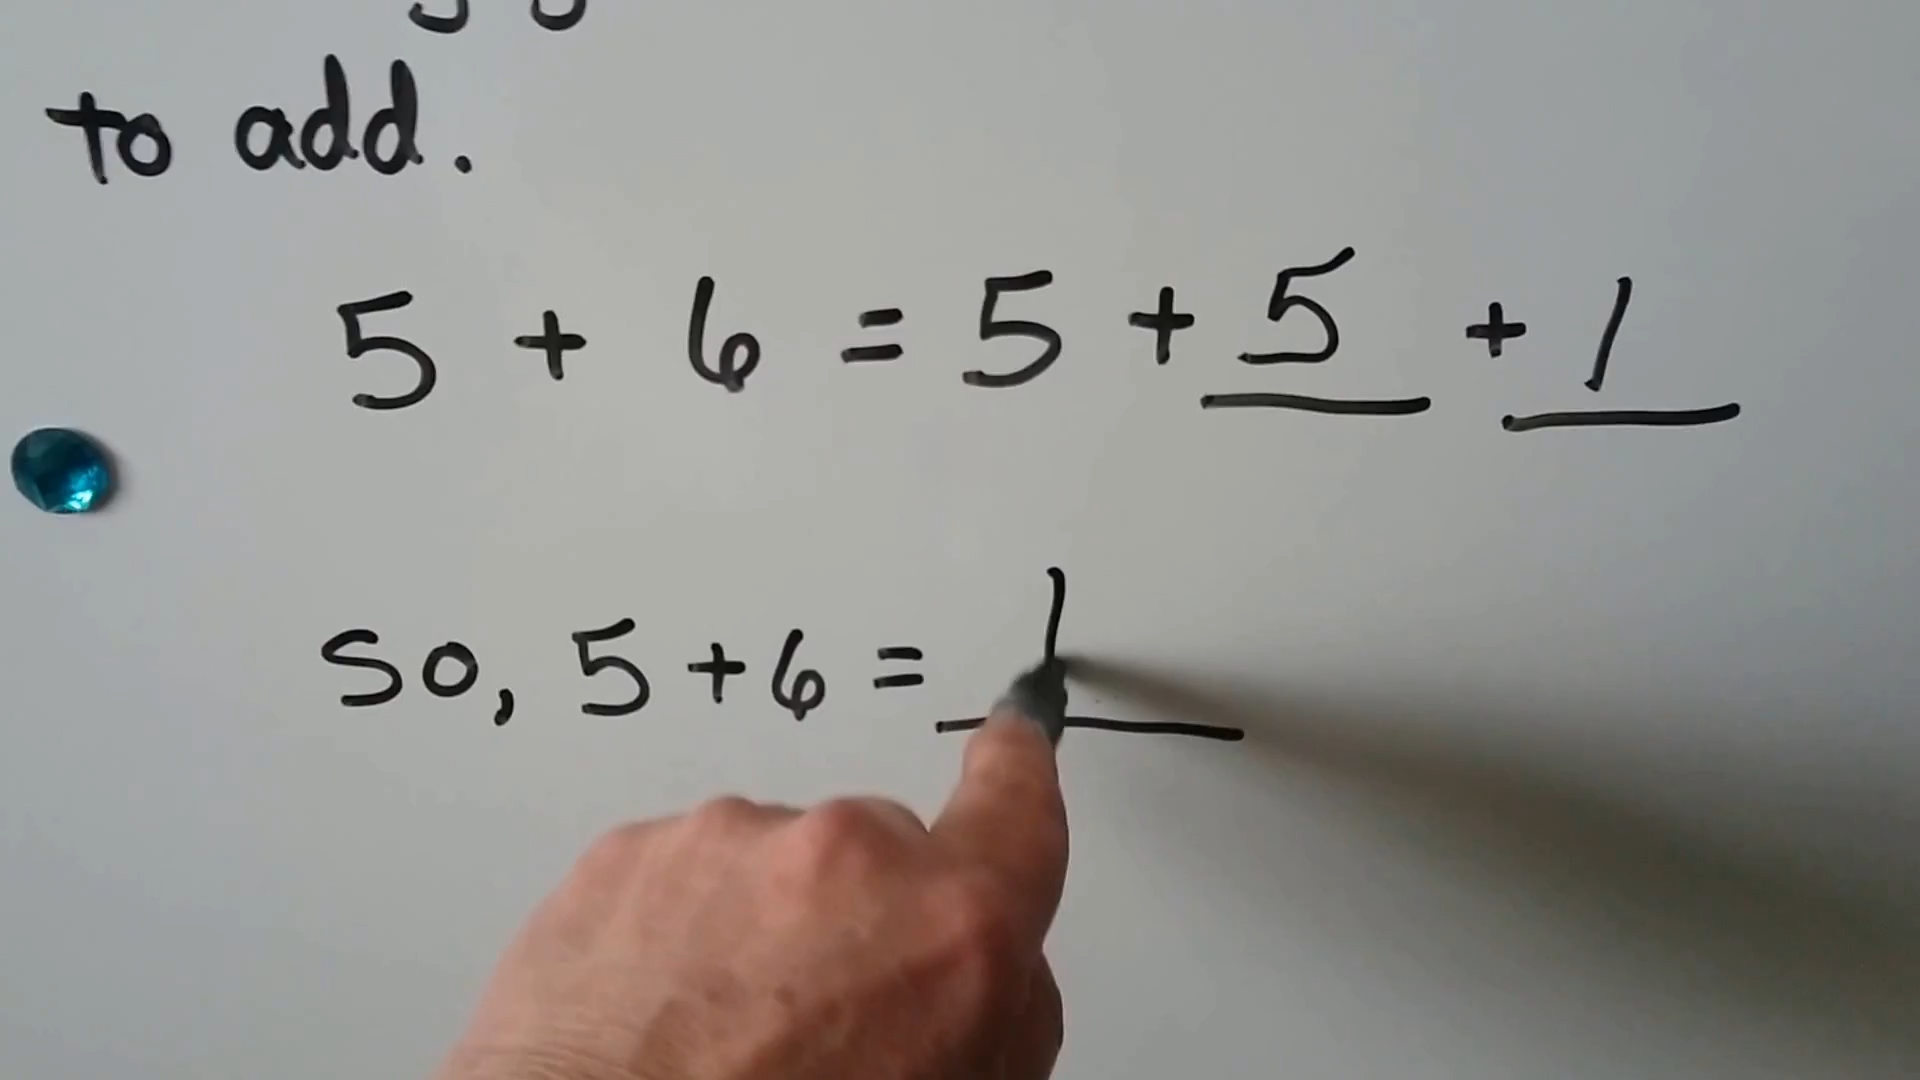 to add.
5 + 6 = 5 + 5 + 1
So, 5 + 6 = 1